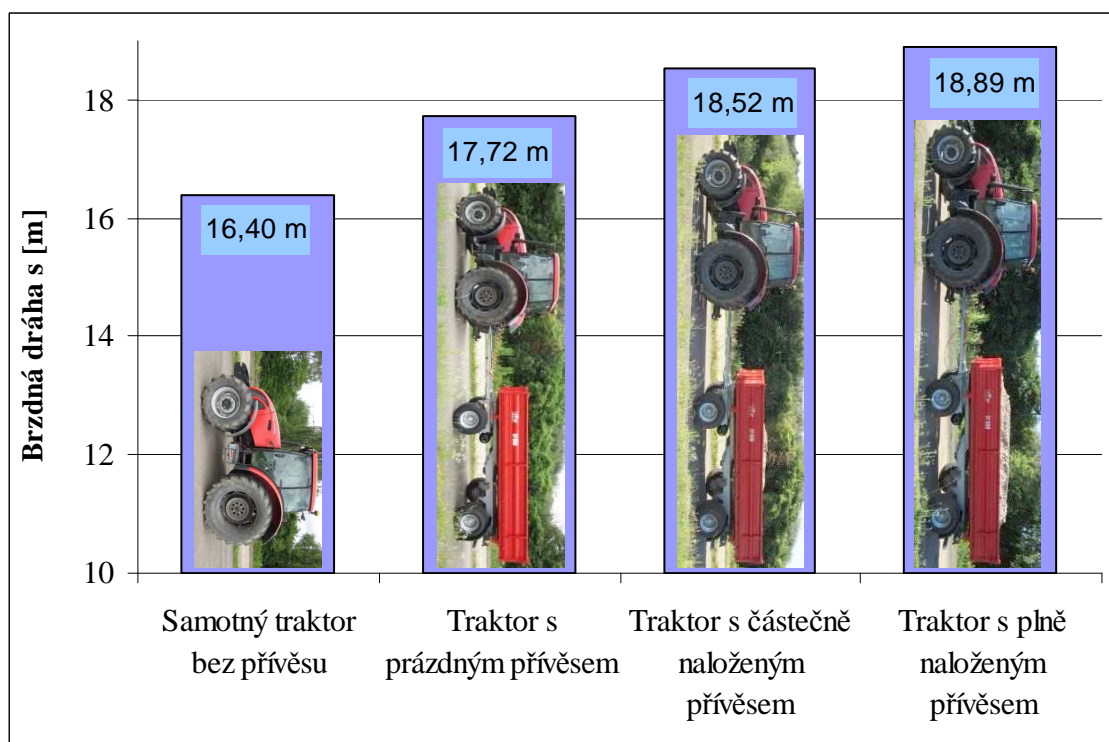 Brzdná dráha s [m]
18
16
14
12
10
16,40 m
17,72 m
18,52 m
18,89 m
Samotný traktor
bez přívěsu
Traktor s
prázdným přívěsem
Traktor s částečně
naloženým
přívěsem
Traktor s plně
naloženým
přívěsem